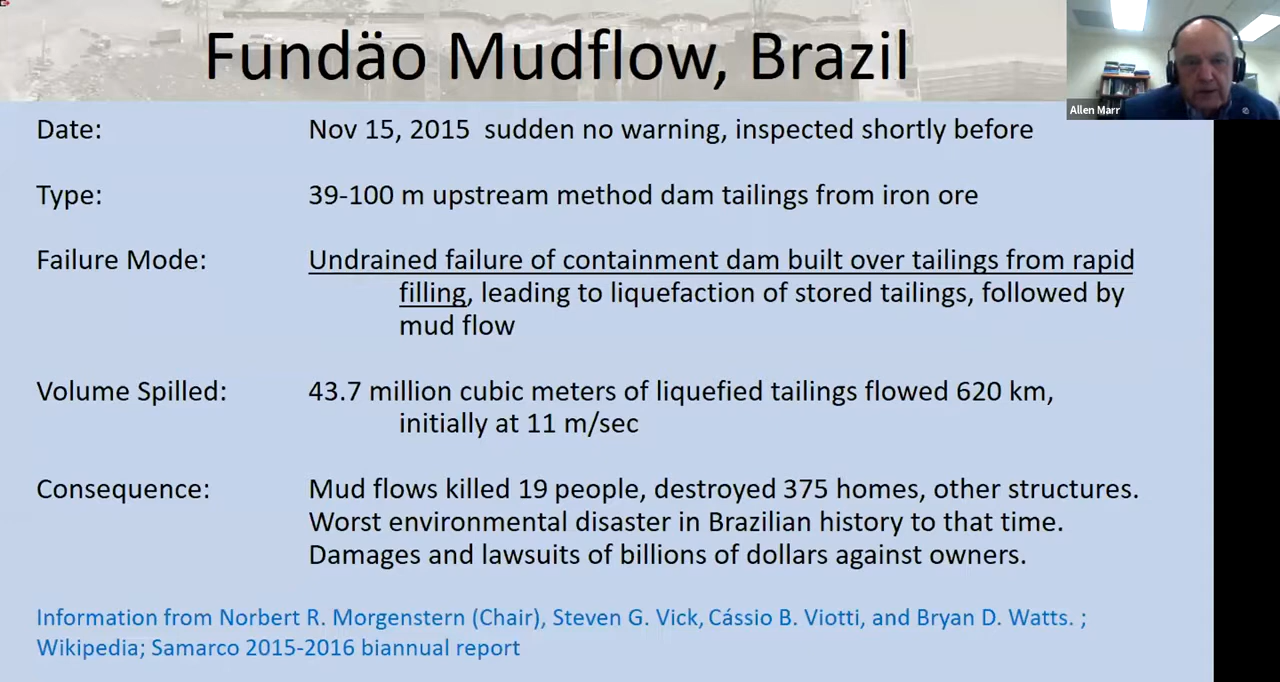 Fundäo Mudflow, Brazil
Allen Marr
Date: Nov 15, 2015 sudden no warning, inspected shortly before
Type: 39-100 m upstream method dam tailings from iron ore
Failure Mode: Undrained failure of containment dam built over tailings from rapid
filling, leading to liquefaction of stored tailings, followed by
mud flow
Volume Spilled: 43.7 million cubic meters of liquefied tailings flowed 620 km,
initially at 11 m/sec
Consequence: Mud flows killed 19 people, destroyed 375 homes, other structures.
Worst environmental disaster in Brazilian history to that time.
Damages and lawsuits of billions of dollars against owners.
Information from Norbert R. Morgenstern (Chair), Steven G. Vick, Cássio B. Viotti, and Bryan D. Watts. ;
Wikipedia; Samarco 2015-2016 biannual report